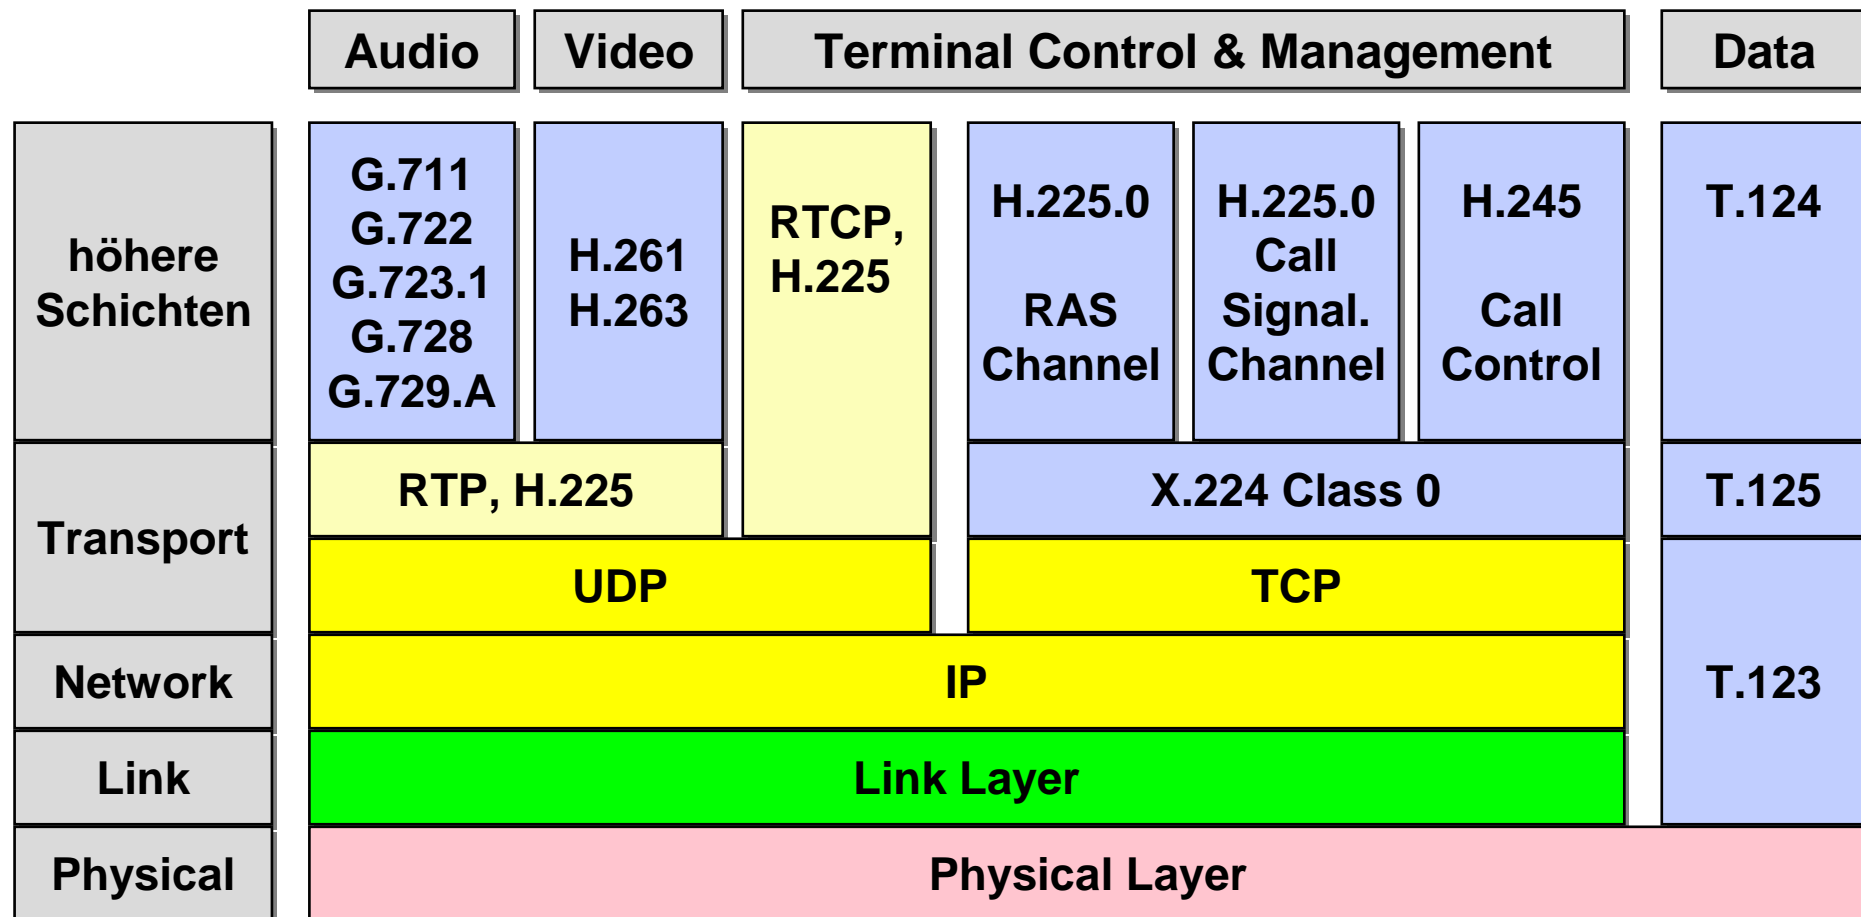 Audio
Video
Terminal Control & Management
Data
höhere
Schichten
G.711
G.722
G.723.1
G.728
G.729.A
H.261
H.263
RTCP,
H.225
H.225.0
RAS
Channel
H.225.0
Call
Signal.
Channel
H.245
Call
Control
T.124
Transport
RTP, H.225
X.224 Class 0
T.125
UDP
TCP
Network
IP
T.123
Link
Link Layer
Physical
Physical Layer